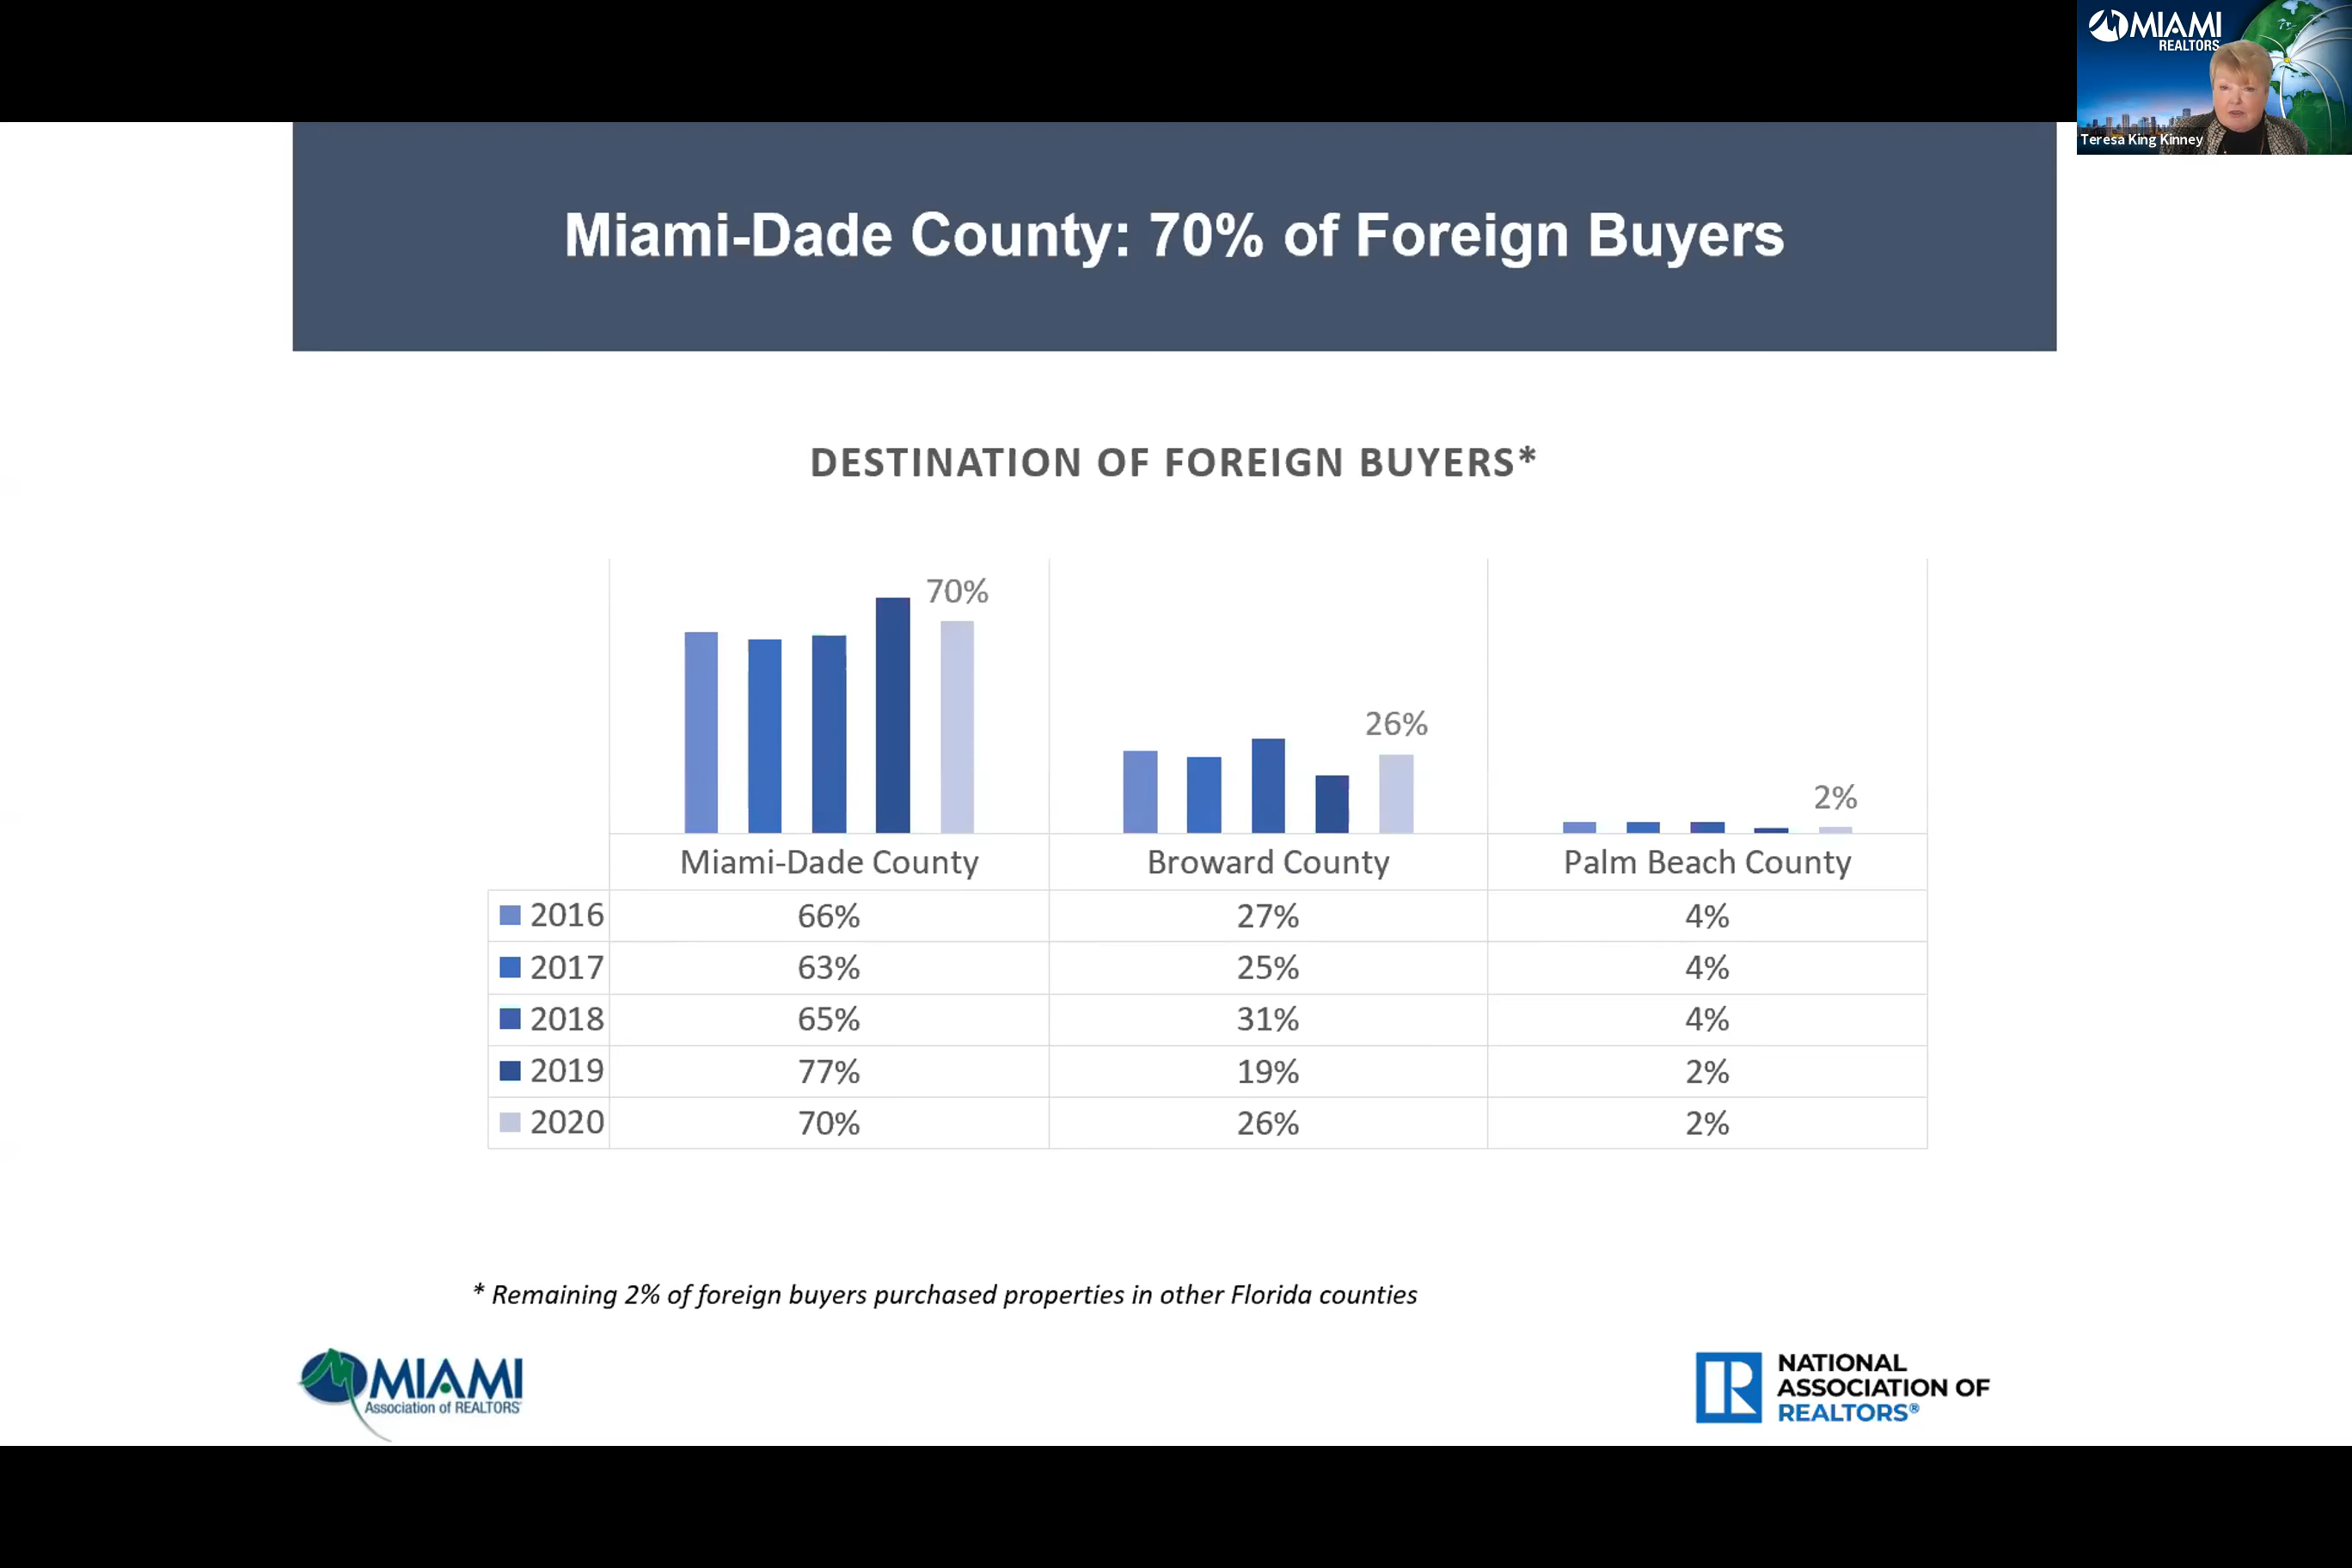 MIAMI
REALTORS
Teresa King Kinney
Miami-Dade County: 70% of Foreign Buyers
DESTINATION OF FOREIGN BUYERS*
70%
26%
2%
Miami-Dade County Broward County Palm Beach County
2016 66% 27% 4%
2017 63% 25% 4%
2018 65% 31% 4%
2019 77% 19% 2%
2020 70% 26% 2%
* Remaining 2% of foreign buyers purchased properties in other Florida counties
MIAMI
Association of REALTORS
NATIONAL
ASSOCIATION OF
REALTORS®